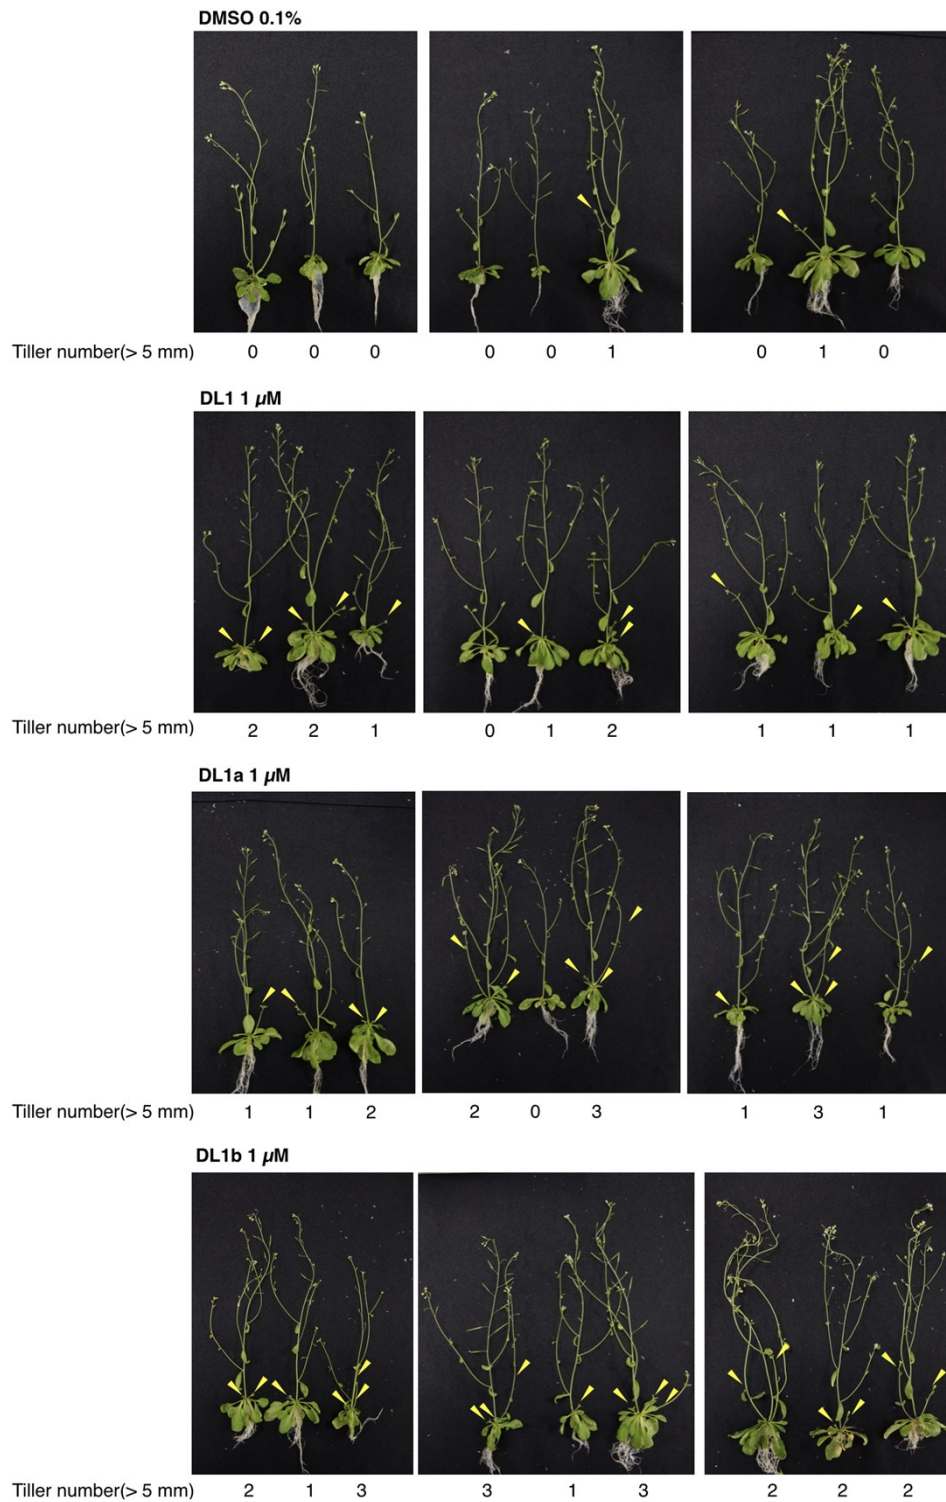 DMSO 0.1%
Tiller number(> 5 mm) 0 0 0 0 0 1 0 1 0
DL1 1 µM
Tiller number(> 5 mm) 2 2 1 0 1 2 1 1 1
DL1a 1 µM
Tiller number(> 5 mm) 1 1 2 2 0 3 1 3 1
DL1b 1 µM
Tiller number(> 5 mm) 2 1 3 3 1 3 2 2 2